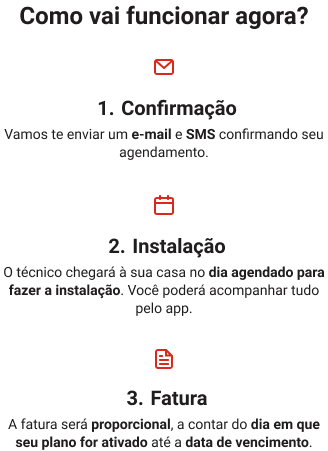 Como vai funcionar agora?
1. Confirmação
Vamos te enviar um e-mail e SMS confirmando seu
agendamento.
2. Instalação
O técnico chegará à sua casa no dia agendado para
fazer a instalação. Você poderá acompanhar tudo
pelo app.
3. Fatura
A fatura será proporcional, a contar do dia em que
seu plano for ativado até a data de vencimento.